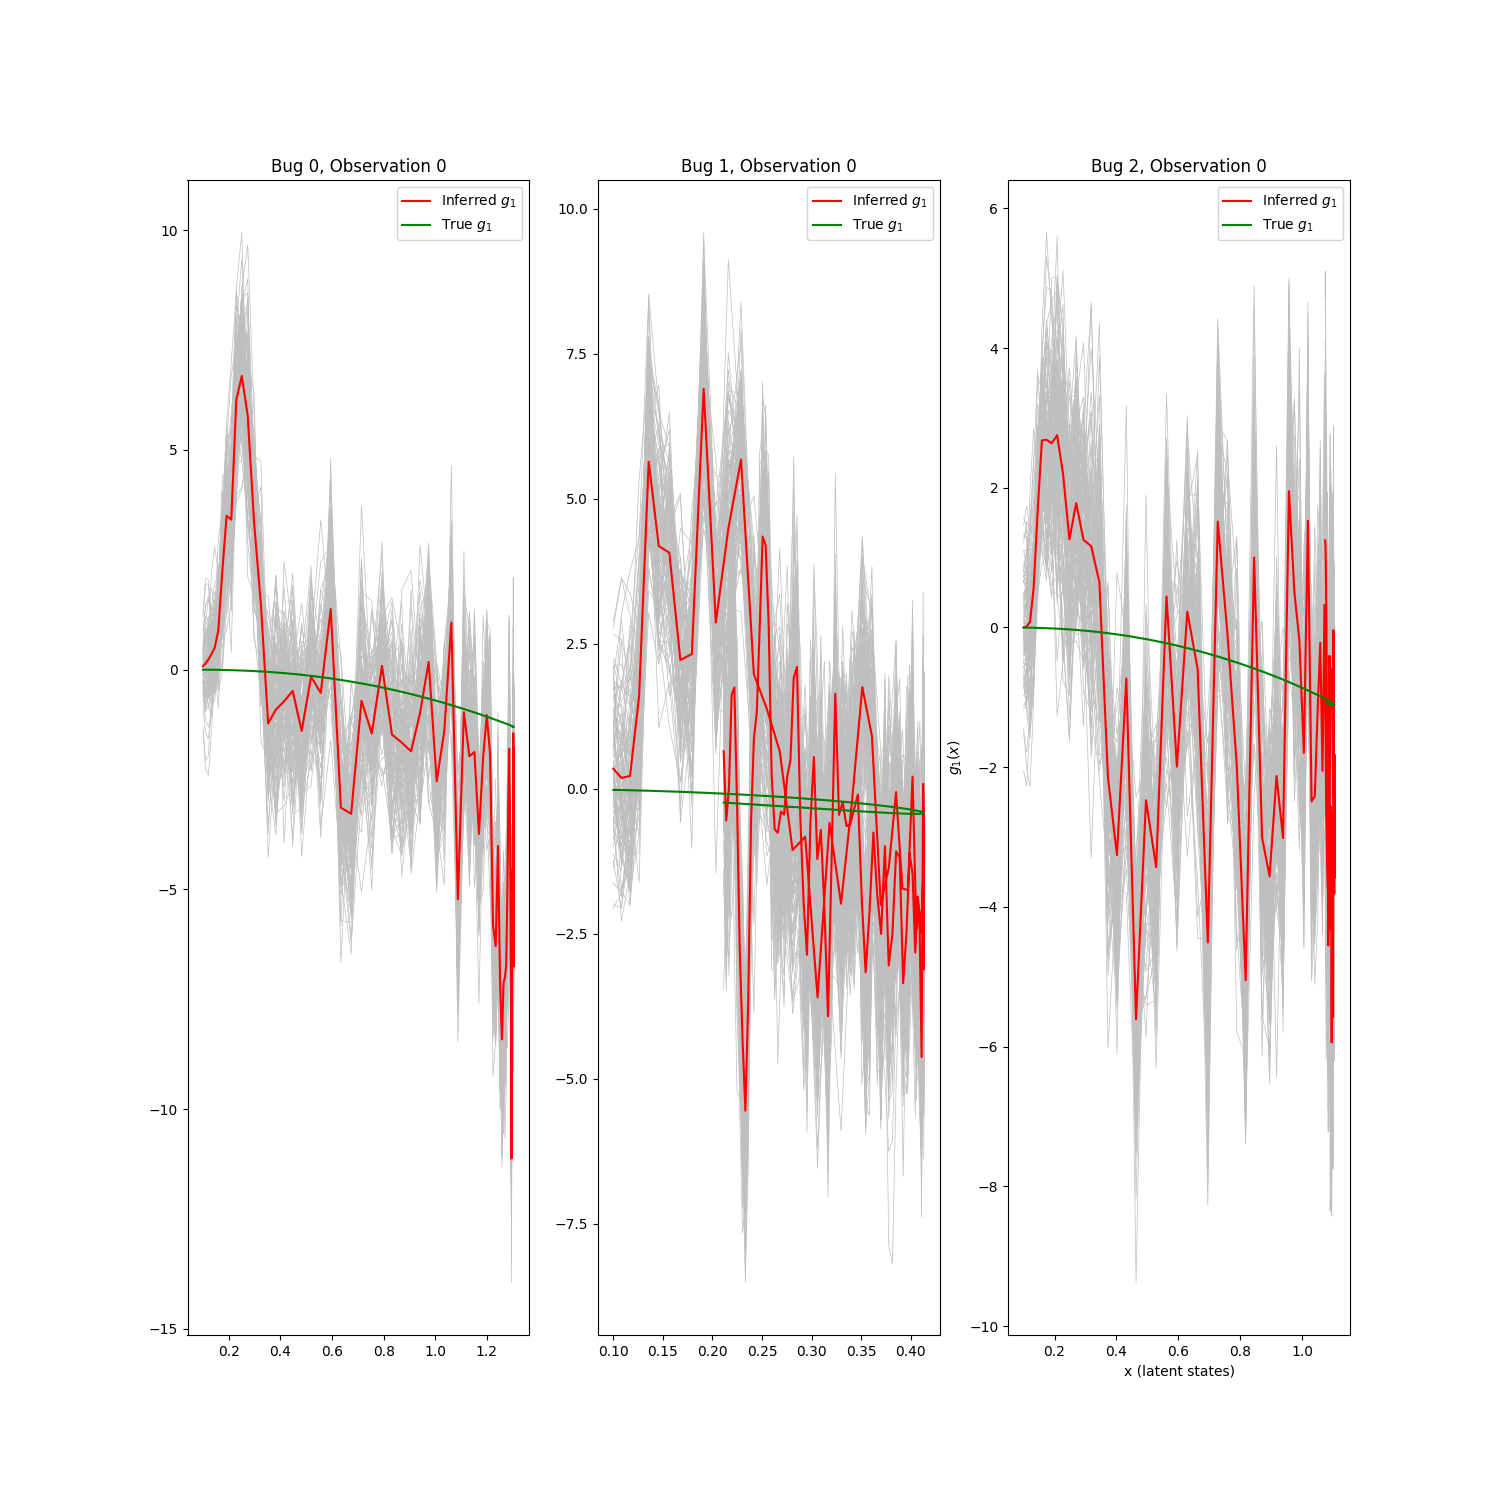 Bug 0, Observation 0
Inferred g₁
True g₁
10
5
0
−5
−10
−15
0.2 0.4 0.6 0.8 1.0 1.2
Bug 1, Observation 0
Inferred g₁
True g₁
10.0
7.5
5.0
2.5
0.0
−2.5
−5.0
−7.5
0.10 0.15 0.20 0.25 0.30 0.35 0.40
Bug 2, Observation 0
Inferred g₁
True g₁
g₁(x)
6
4
2
0
−2
−4
−6
−8
−10
0.2 0.4 0.6 0.8 1.0
x (latent states)